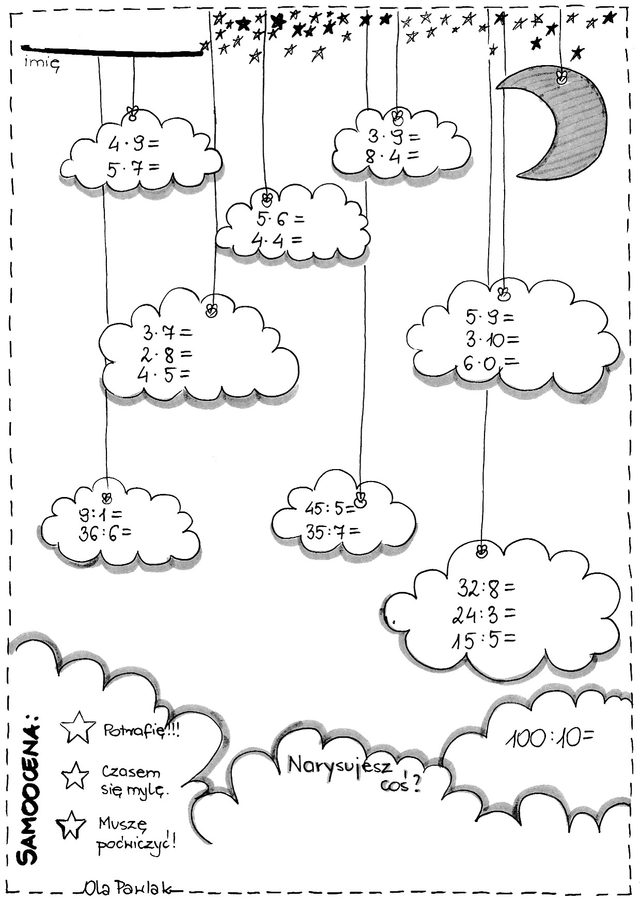 imię
4·9=
5·7=
3·9=
8·4=
5·6=
4·4=
3·7=
2·8=
4·5=
5·9=
3·10=
6·0=
9:1=
36:6=
45:5=
35:7=
32:8=
24:3=
15:5=
SAMOOCENA:
Potrafię!!!
Czasem
się mylę.
Muszę
poćwiczyć!
Narysujesz
coś?
100:10=
Ola Pawlak